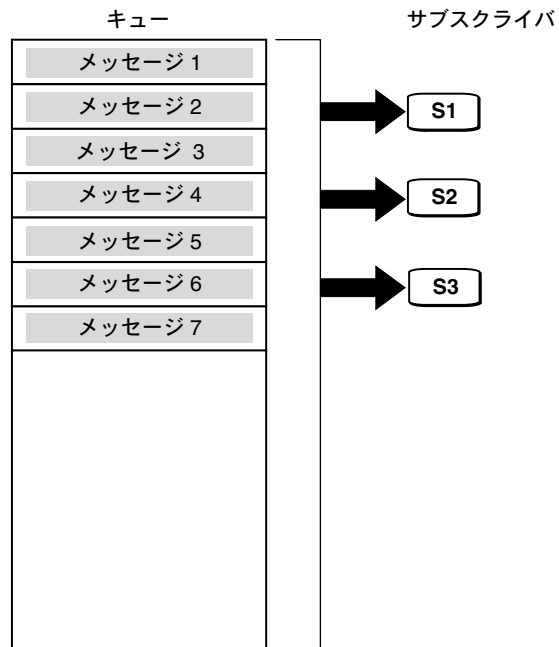 キュー
サブスクライバ
メッセージ 1
メッセージ 2
S1
メッセージ 3
メッセージ 4
S2
メッセージ 5
メッセージ 6
S3
メッセージ 7